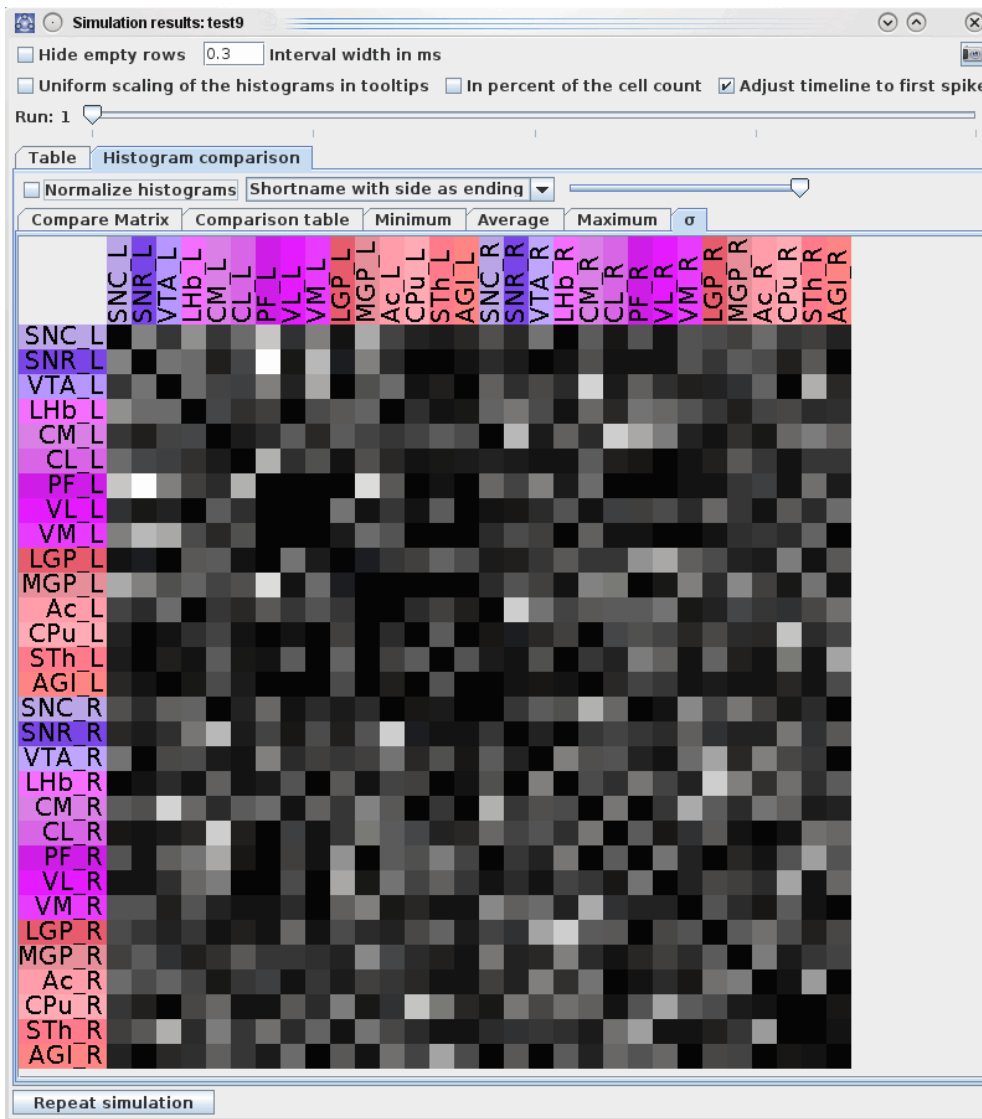 Simulation results: test9
Hide empty rows 0.3 Interval width in ms
Uniform scaling of the histograms in tooltips In percent of the cell count Adjust timeline to first spike
Run: 1
Table Histogram comparison
Normalize histograms Shortname with side as ending
Compare Matrix Comparison table Minimum Average Maximum σ
SNC_L SNR_L VTA_L LHb_L CM_L CL_L PF_L VL_L VM_L LGP_L MGP_L Ac_L CPu_L STh_L AGI_L SNC_R SNR_R VTA_R LHb_R CM_R CL_R PF_R VL_R VM_R LGP_R MGP_R Ac_R CPu_R STh_R AGI_R
SNC_L
SNR_L
VTA_L
LHb_L
CM_L
CL_L
PF_L
VL_L
VM_L
LGP_L
MGP_L
Ac_L
CPu_L
STh_L
AGI_L
SNC_R
SNR_R
VTA_R
LHb_R
CM_R
CL_R
PF_R
VL_R
VM_R
LGP_R
MGP_R
Ac_R
CPu_R
STh_R
AGI_R
Repeat simulation